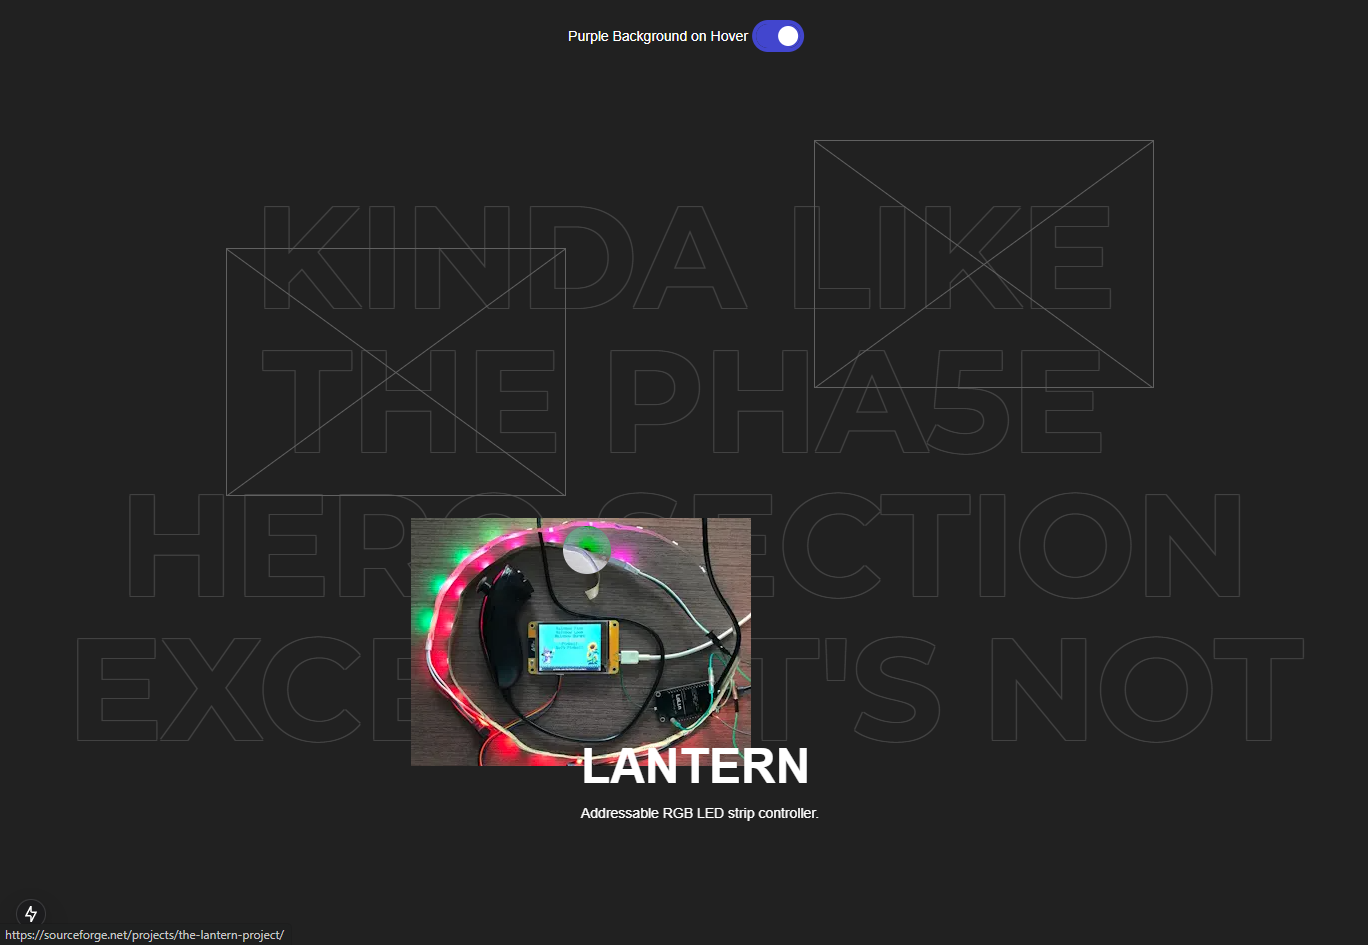 Purple Background on Hover
KINDA LIKE
THE PHA5E
HERO SECTION
EXCEPT IT'S NOT
LANTERN
Addressable RGB LED strip controller.
https://sourceforge.net/projects/the-lantern-project/